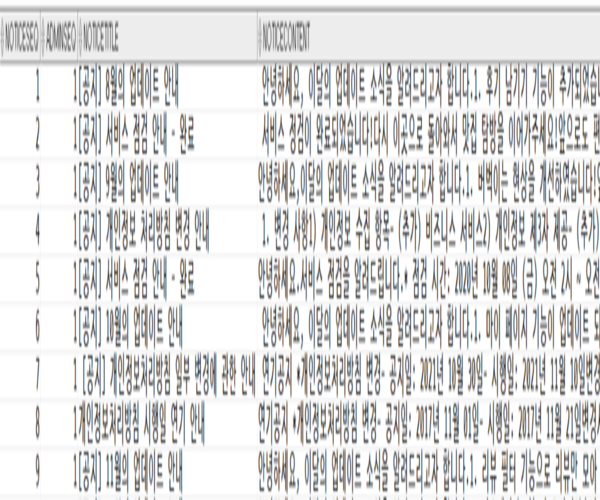 NOTICESEQ ADMINSEQ NOTICETITLE NOTICECONTENT
1 1 [공지] 8월의 업데이트 안내 안녕하세요, 이달의 업데이트 소식을 알려드리고자 합니다.1. 후기 남기기 기능이 추가되었습니
2 1 [공지] 서비스 점검 안내 - 완료 서비스 점검이 완료되었습니다!다시 이곳으로 돌아와서 맛집 탐방을 이어가주세요!앞으로도
3 1 [공지] 9월의 업데이트 안내 안녕하세요,이달의 업데이트 소식을 알려드리고자 합니다.1. 버벅이는 현상을 개선하였습니다.
4 1 [공지] 개인정보 처리방침 변경 안내 1. 변경 사항1) 개인정보 수집 항목- (추가) 비즈니스 서비스2) 개인정보 제3자 제공- (추가)
5 1 [공지] 서비스 점검 안내 - 완료 안녕하세요.서비스 점검을 알려드립니다.* 점검 시간: 2020년 10월 08일 (금) 오전 2시 ~ 오전
6 1 [공지] 10월의 업데이트 안내 안녕하세요, 이달의 업데이트 소식을 알려드리고자 합니다.1. 마이 페이지 기능이 업데이트 되
7 1 [공지] 개인정보처리방침 일부 변경에 관한 안내 연기공지 *개인정보처리방침 변경- 공지일: 2021년 10월 30일- 시행일: 2021년 11월 10일변경
8 1 개인정보처리방침 시행일 연기 안내 연기공지 *개인정보처리방침 변경- 공지일: 2017년 11월 01일- 시행일: 2017년 11월 21일변경
9 1 [공지] 11월의 업데이트 안내 안녕하세요, 이달의 업데이트 소식을 알려드리고자 합니다.1. 리뷰 필터 기능으로 리뷰만 모아